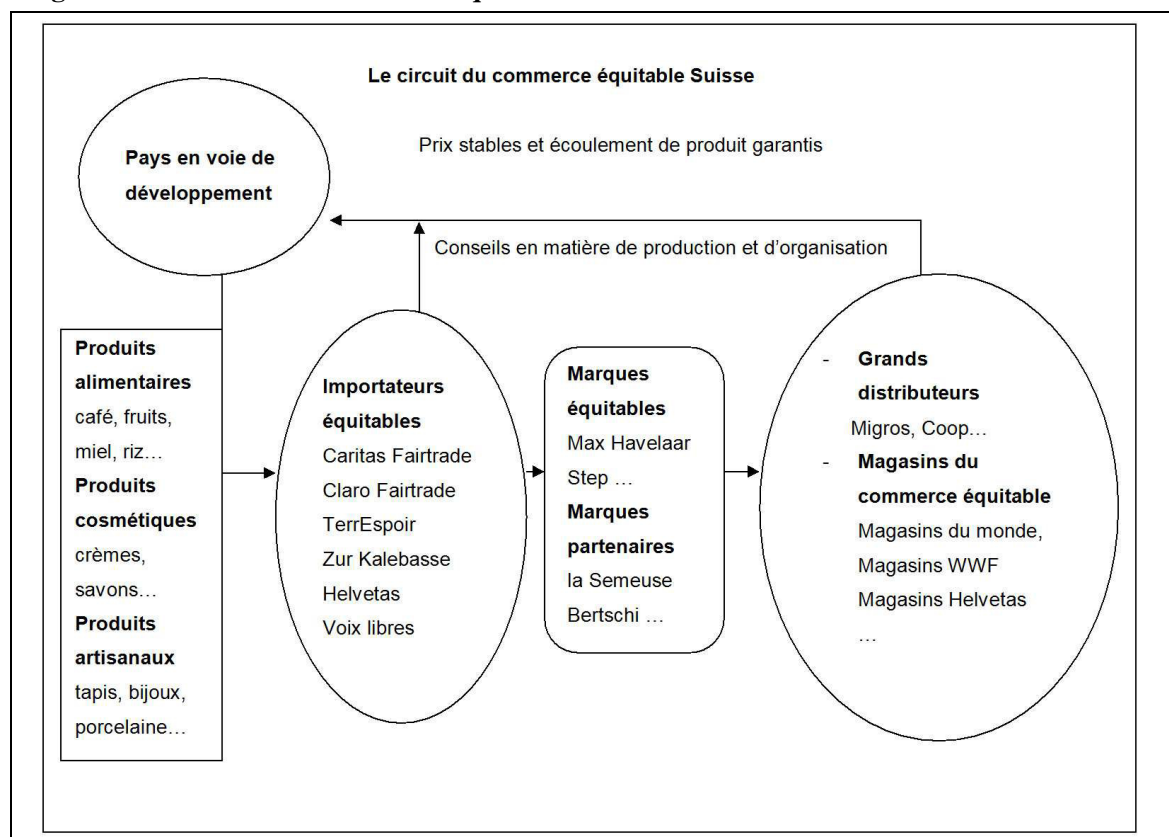 Le circuit du commerce équitable Suisse
Prix stables et écoulement de produit garantis
Pays en voie de
développement
Conseils en matière de production et d’organisation
Produits
alimentaires
café, fruits,
miel, riz…
Produits
cosmétiques
crèmes,
savons…
Produits
artisanaux
tapis, bijoux,
porcelaine…
Importateurs
équitables
Caritas Fairtrade
Claro Fairtrade
TerrEspoir
Zur Kalebasse
Helvetas
Voix libres
Marques
équitables
Max Havelaar
Step …
Marques
partenaires
la Semeuse
Bertschi …
- Grands
distributeurs
Migros, Coop…
- Magasins du
commerce équitable
Magasins du monde,
Magasins WWF
Magasins Helvetas
…